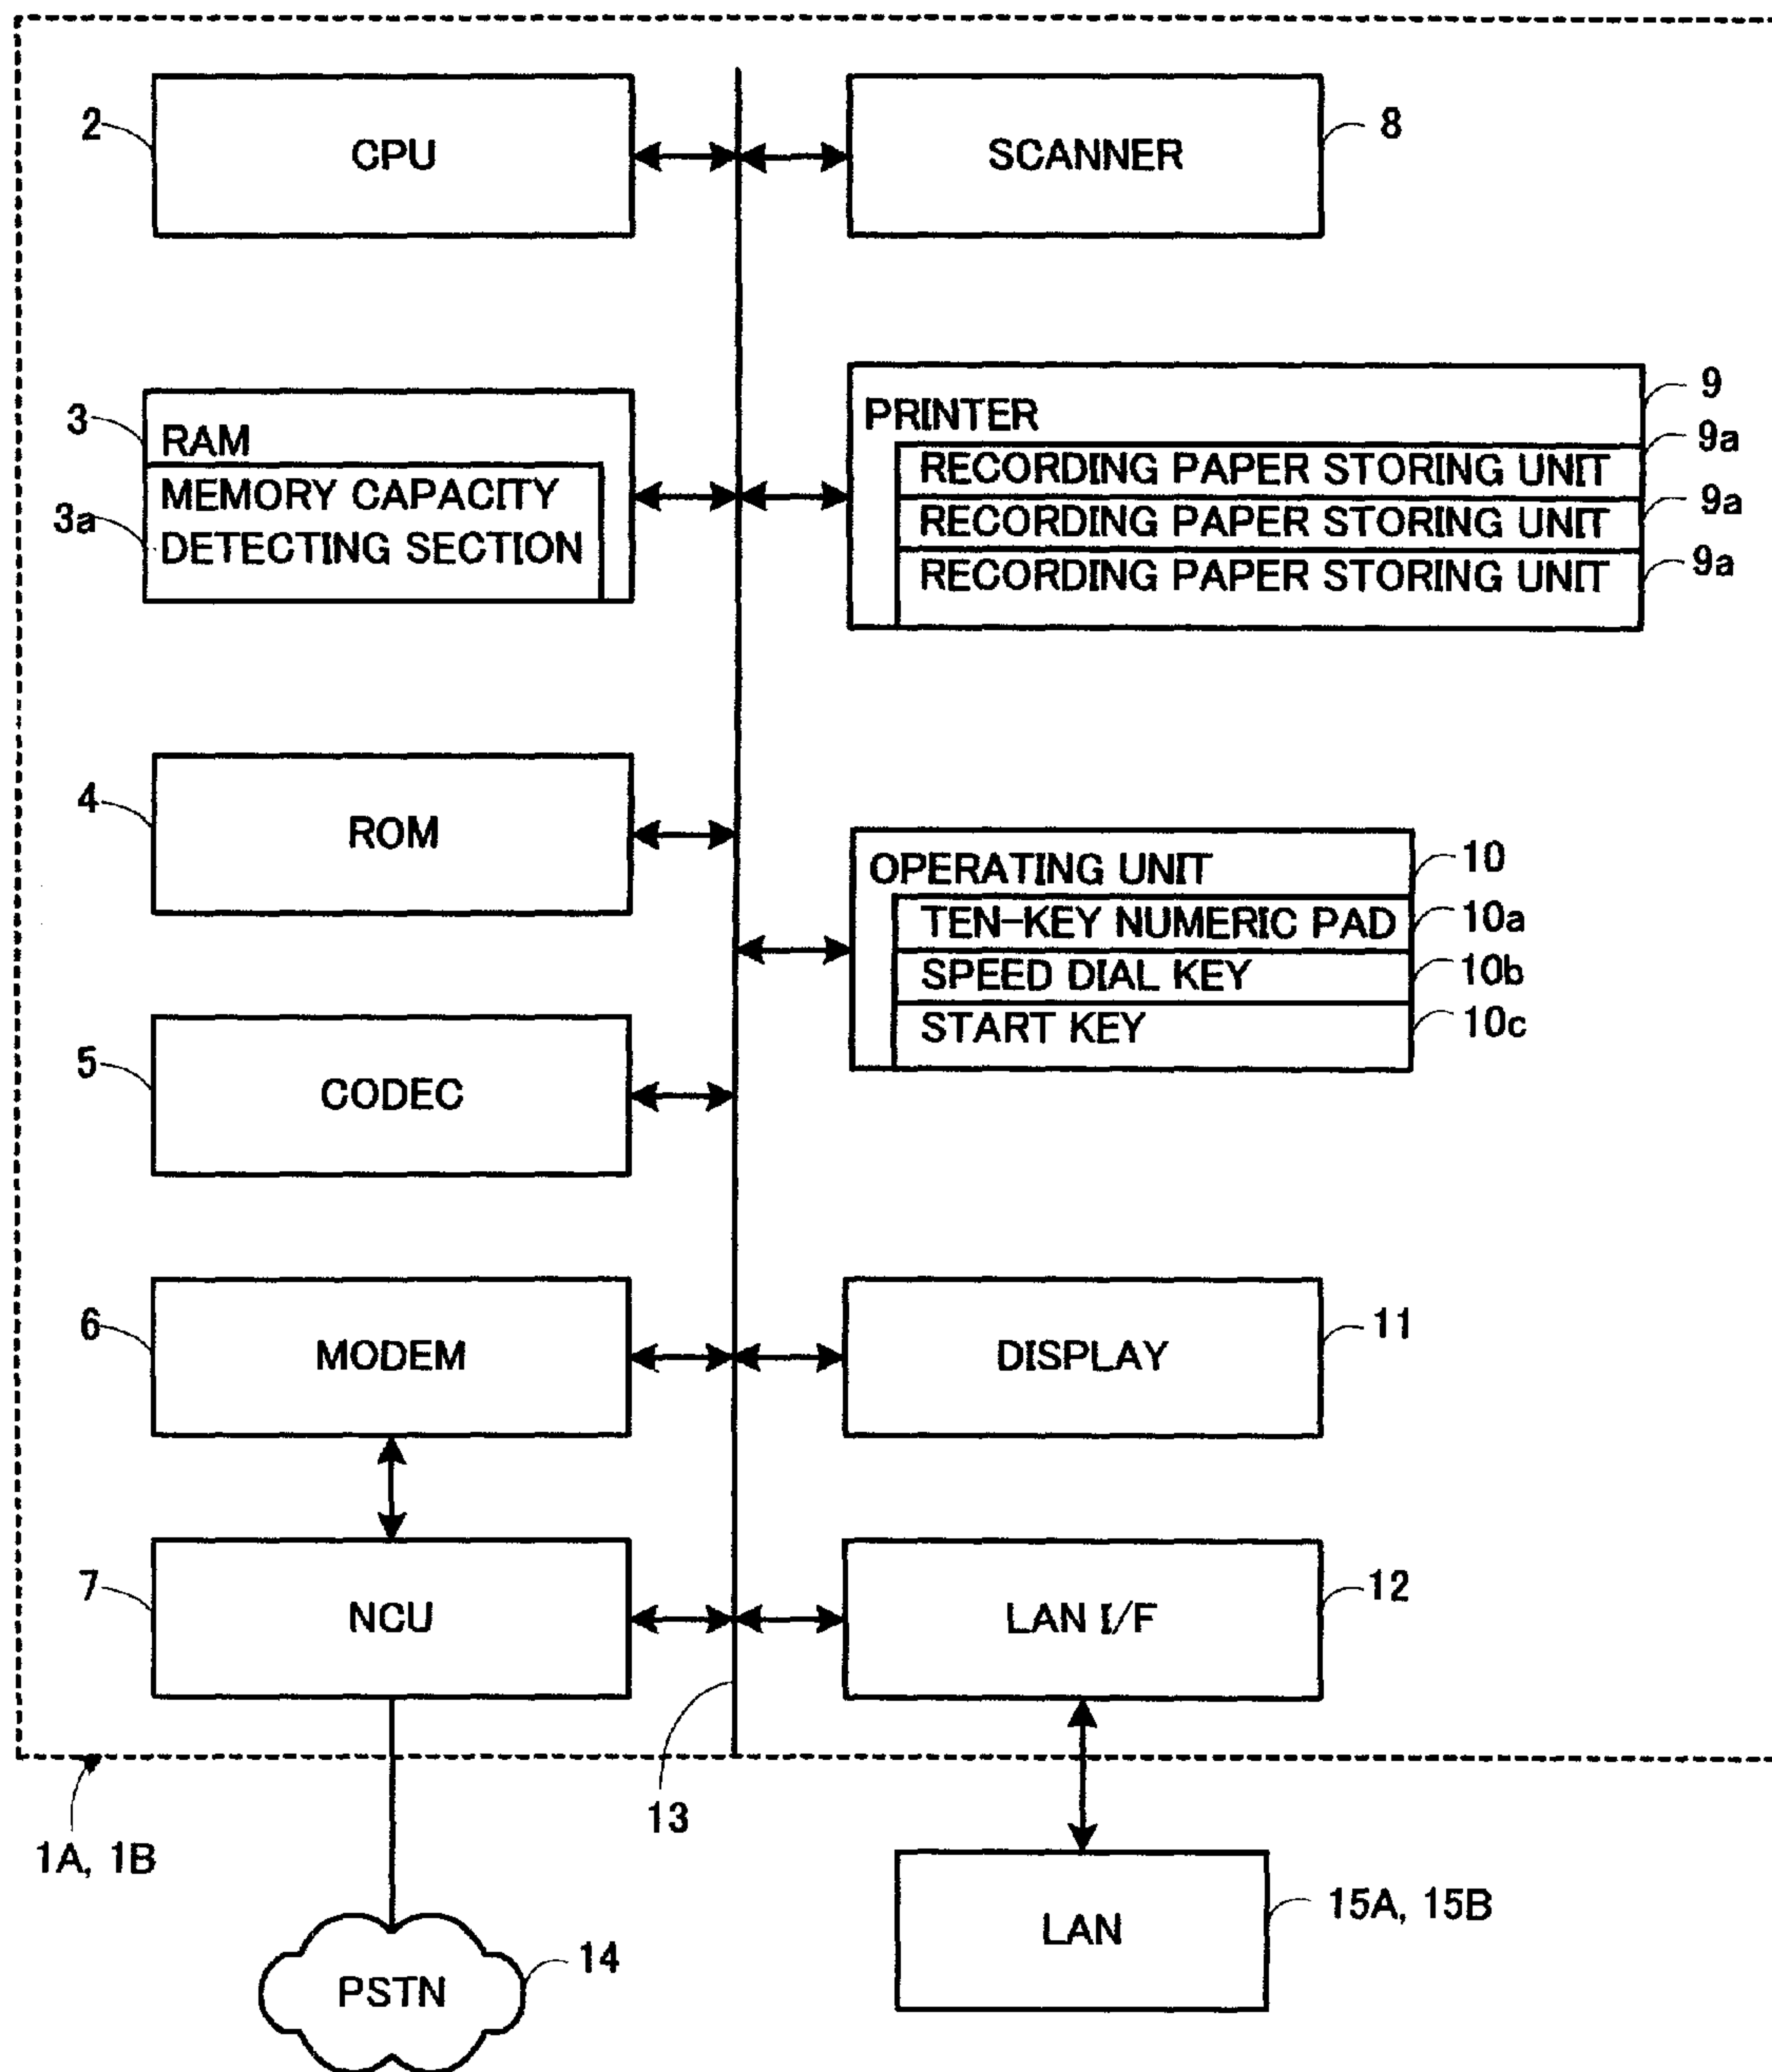 2
CPU
SCANNER
8
3
RAM
3a
MEMORY CAPACITY
DETECTING SECTION
PRINTER
9
RECORDING PAPER STORING UNIT
9a
RECORDING PAPER STORING UNIT
9a
RECORDING PAPER STORING UNIT
9a
4
ROM
OPERATING UNIT
10
TEN-KEY NUMERIC PAD
10a
SPEED DIAL KEY
10b
START KEY
10c
5
CODEC
6
MODEM
DISPLAY
11
7
NCU
LAN I/F
12
13
1A, 1B
PSTN
14
LAN
15A, 15B